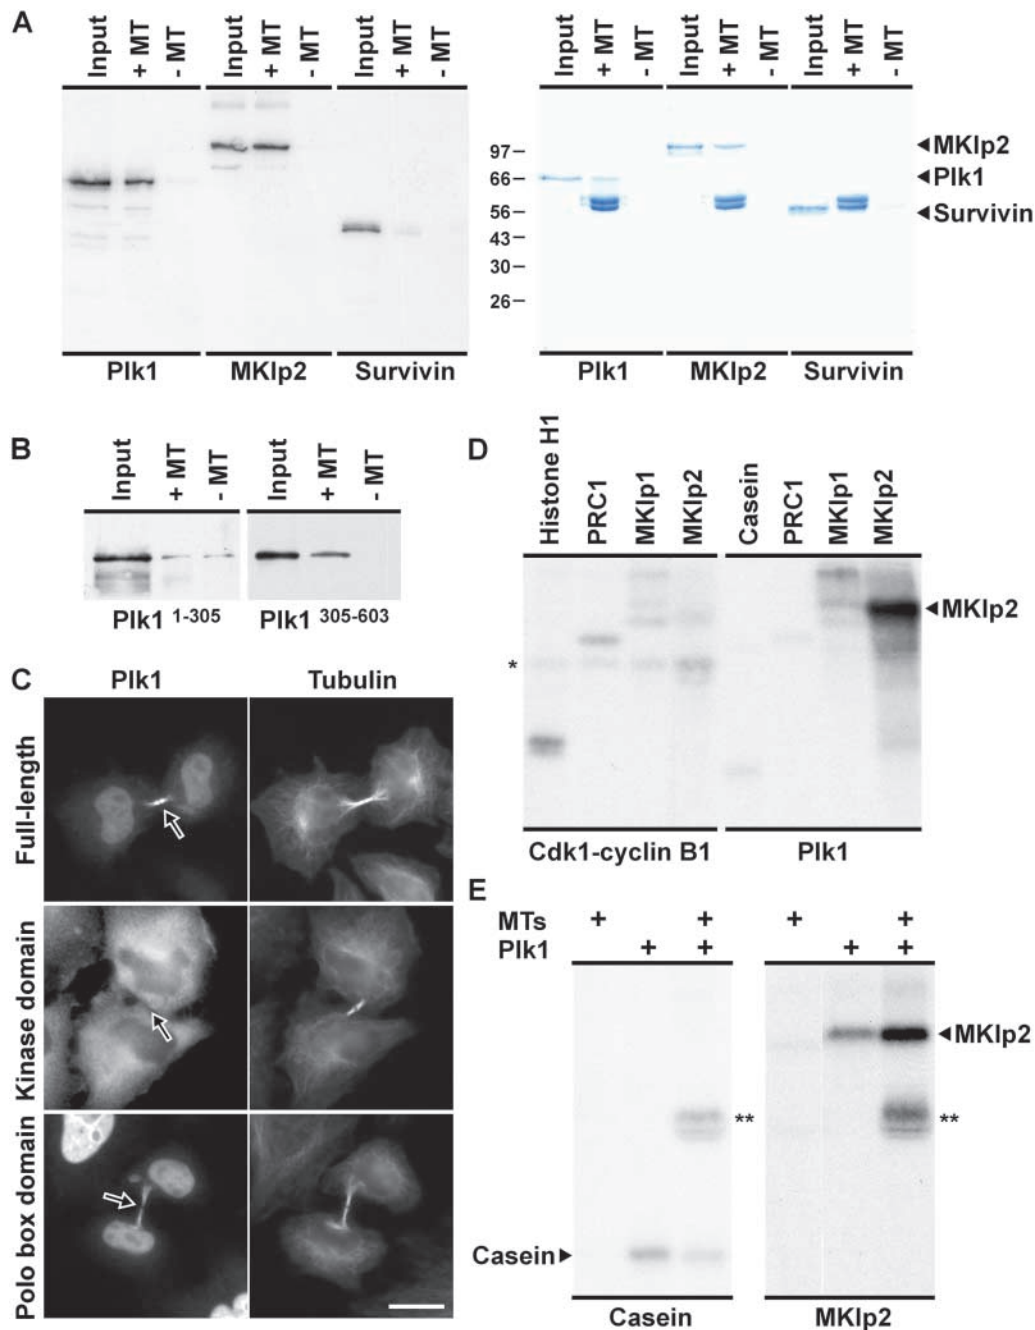 A
Input
+ MT
- MT
Input
+ MT
- MT
Input
+ MT
- MT
Plk1
MKlp2
Survivin
Input
+ MT
- MT
Input
+ MT
- MT
Input
+ MT
- MT
97
66
56
43
30
26
MKlp2
Plk1
Survivin
Plk1
MKlp2
Survivin
B
Input
+ MT
- MT
Input
+ MT
- MT
Plk1 1-305
Plk1 305-603
C
Plk1
Tubulin
Full-length
Kinase domain
Polo box domain
D
Histone H1
PRC1
MKlp1
MKlp2
Casein
PRC1
MKlp1
MKlp2
*
MKlp2
Cdk1-cyclin B1
Plk1
E
MTs + + + +
Plk1 + + + +
MKlp2
**
**
Casein
Casein
MKlp2